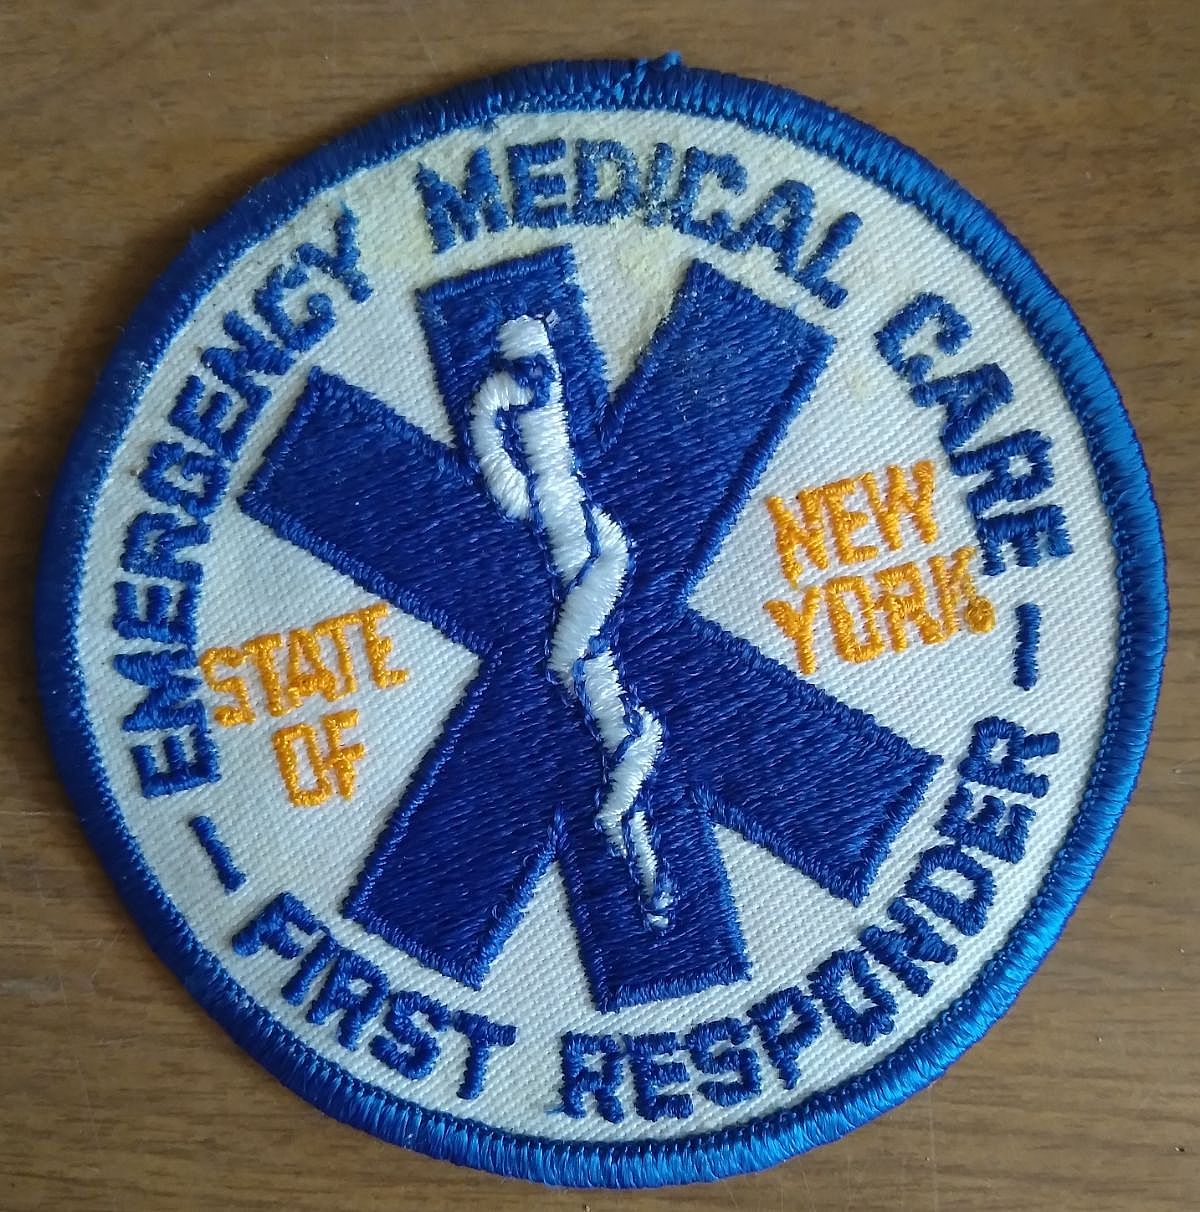 EMERGENCY MEDICAL CARE
STATE
OF
NEW
YORK
– FIRST RESPONDER –